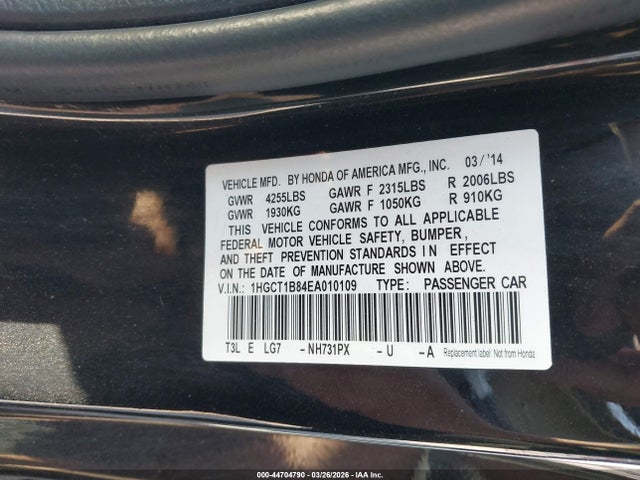 VEHICLE MFD. BY HONDA OF AMERICA MFG., INC. 03/'14
GVWR 4255LBS GAWR F 2315LBS R 2006LBS
GVWR 1930KG GAWR F 1050KG R 910KG
THIS VEHICLE CONFORMS TO ALL APPLICABLE
FEDERAL MOTOR VEHICLE SAFETY, BUMPER,
AND THEFT PREVENTION STANDARDS IN EFFECT
ON THE DATE OF MANUFACTURE SHOWN ABOVE.
V.I.N.: 1HGCT1B84EA010109 TYPE: PASSENGER CAR
T3L E LG7 -NH731PX -U -A Replacement label: Not from Honda
000-44704790 - 03/26/2026 - IAA Inc.